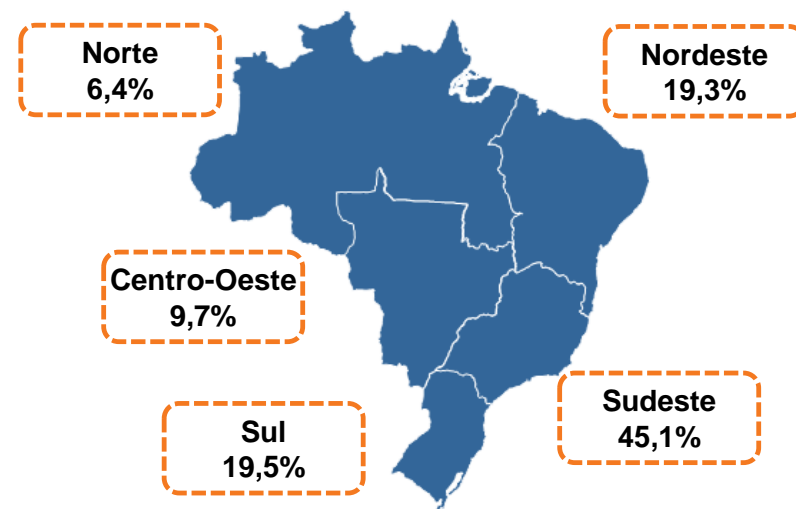 Norte
6,4%
Nordeste
19,3%
Centro-Oeste
9,7%
Sul
19,5%
Sudeste
45,1%